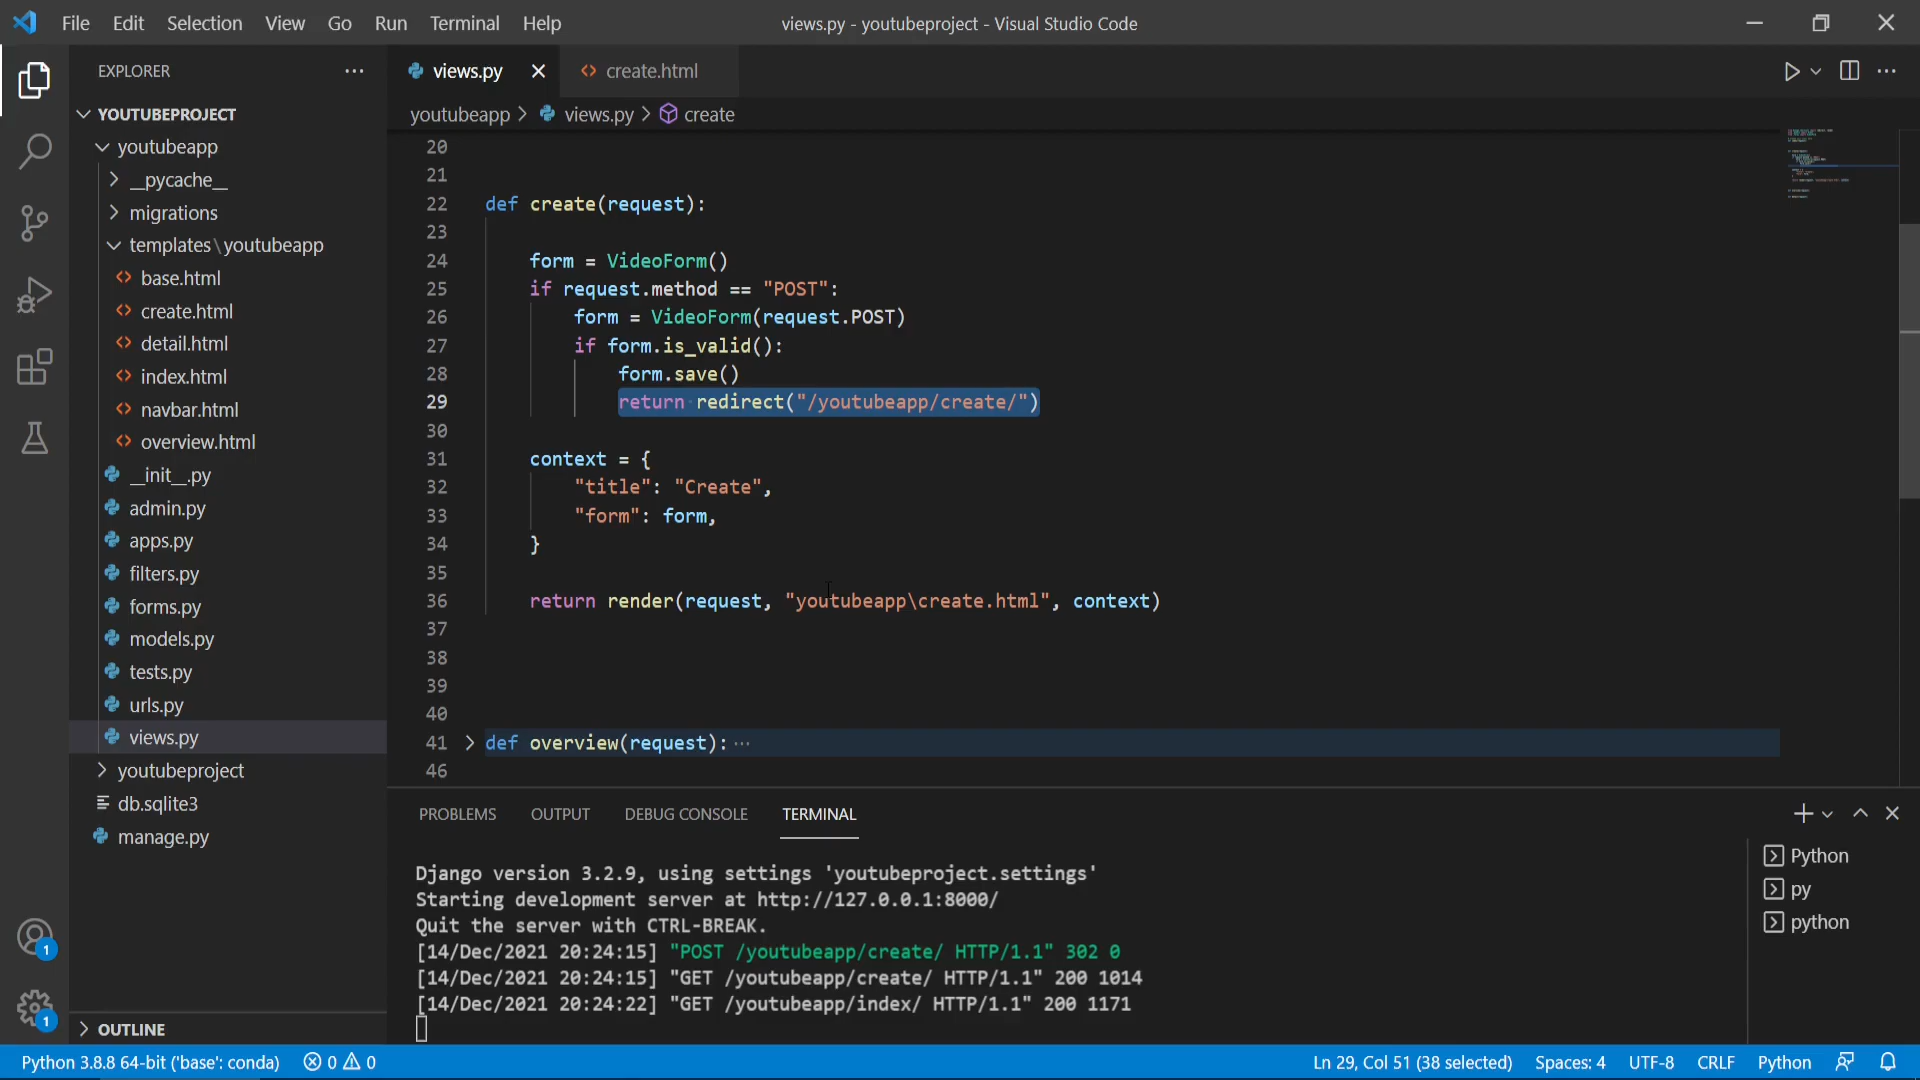 File Edit Selection View Go Run Terminal Help
views.py - youtubeproject - Visual Studio Code
EXPLORER
YOUTUBEPROJECT
youtubeapp
__pycache__
migrations
templates\youtubeapp
base.html
create.html
detail.html
index.html
navbar.html
overview.html
__init__.py
admin.py
apps.py
filters.py
forms.py
models.py
tests.py
urls.py
views.py
youtubeproject
db.sqlite3
manage.py
OUTLINE
views.py
create.html
youtubeapp > views.py > create
20
21
22 def create(request):
23
24 form = VideoForm()
25 if request.method == "POST":
26 form = VideoForm(request.POST)
27 if form.is_valid():
28 form.save()
29 return redirect("/youtubeapp/create/")
30
31 context = {
32 "title": "Create",
33 "form": form,
34 }
35
36 return render(request, "youtubeapp\create.html", context)
37
38
39
40
41 def overview(request): ...
46
PROBLEMS OUTPUT DEBUG CONSOLE TERMINAL
Django version 3.2.9, using settings 'youtubeproject.settings'
Starting development server at http://127.0.0.1:8000/
Quit the server with CTRL-BREAK.
[14/Dec/2021 20:24:15] "POST /youtubeapp/create/ HTTP/1.1" 302 0
[14/Dec/2021 20:24:15] "GET /youtubeapp/create/ HTTP/1.1" 200 1014
[14/Dec/2021 20:24:22] "GET /youtubeapp/index/ HTTP/1.1" 200 1171
Python
py
python
1
1
Python 3.8.8 64-bit ('base': conda) 0 0
Ln 29, Col 51 (38 selected) Spaces: 4 UTF-8 CRLF Python